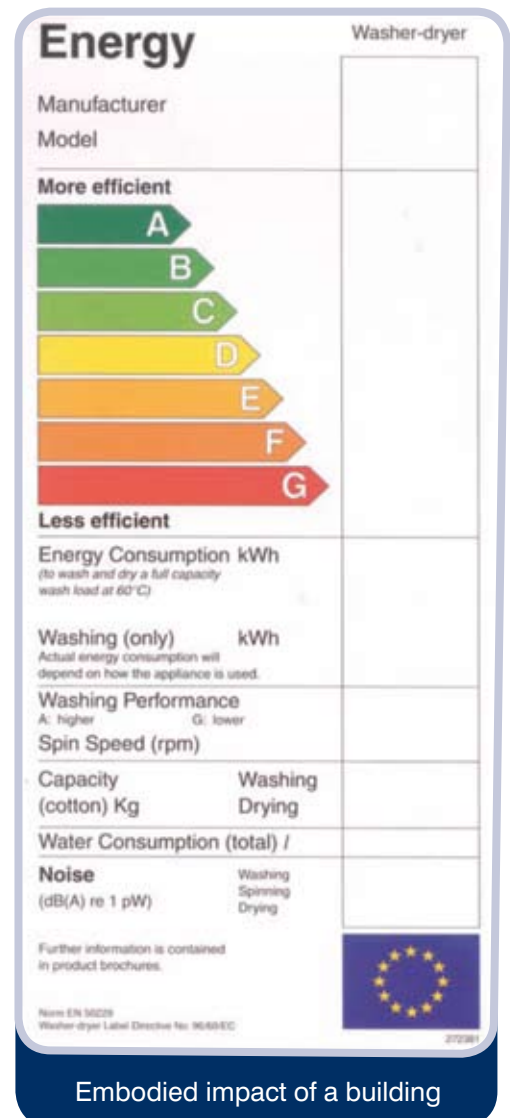 Energy
Washer-dryer
Manufacturer
Model
More efficient
A
B
C
D
E
F
G
Less efficient
Energy Consumption kWh
(to wash and dry a full capacity
wash load at 60°C)
Washing (only) kWh
Actual energy consumption will
depend on how the appliance is used.
Washing Performance
A: higher G: lower
Spin Speed (rpm)
Capacity Washing
(cotton) Kg Drying
Water Consumption (total) l
Noise Washing
Spinning
(dB(A) re 1 pW)
Drying
Further information is contained
in product brochures.
Norm EN 50229
Washer-dryer Label Directive No. 96/60/EC
272381
Embodied impact of a building